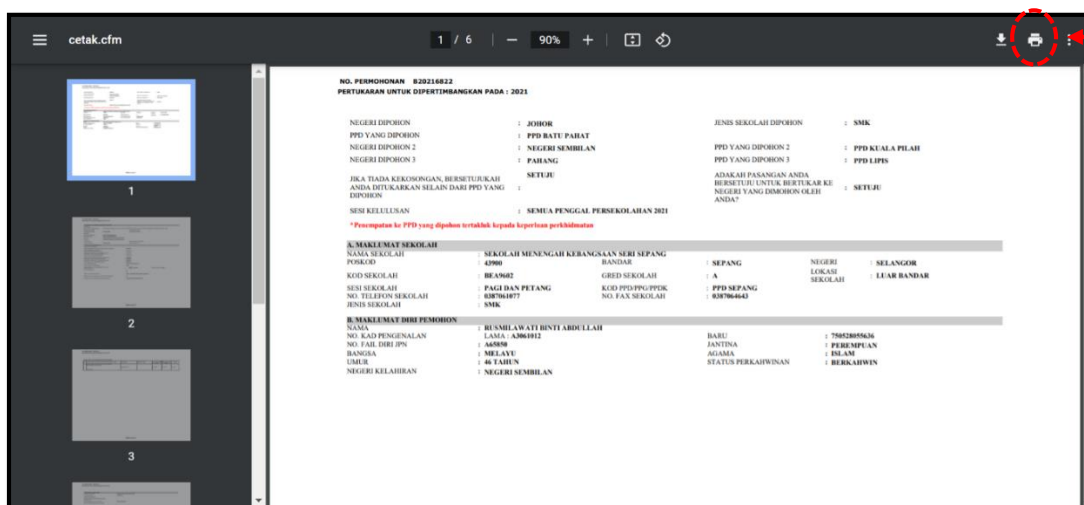 cetak.cfm 1 / 6 90%
NO. PERMOHONAN B20216822
PERTUKARAN UNTUK DIPERTIMBANGKAN PADA : 2021
NEGERI DIPOHON : JOHOR JENIS SEKOLAH DIPOHON : SMK
PPD YANG DIPOHON : PPD BATU PAHAT
NEGERI DIPOHON 2 : NEGERI SEMBILAN PPD YANG DIPOHON 2 : PPD KUALA PILAH
NEGERI DIPOHON 3 : PAHANG PPD YANG DIPOHON 3 : PPD LIPIS
JIKA TIADA KEKOSONGAN, BERSETUJUKAH ANDA DITUKARKAN SELAIN DARI PPD YANG DIPOHON : SETUJU
ADAKAH PASANGAN ANDA BERSETUJU UNTUK BERTUKAR KE NEGERI YANG DIMOHON OLEH ANDA? : SETUJU
SESI KELULUSAN : SEMUA PENGGAL PERSEKOLAHAN 2021
*Penempatan ke PPD yang dipohon tertakluk kepada keperluan perkhidmatan
A. MAKLUMAT SEKOLAH
NAMA SEKOLAH : SEKOLAH MENENGAH KEBANGSAAN SERI SEPANG
POSKOD : 43900 BANDAR : SEPANG NEGERI : SELANGOR
KOD SEKOLAH : BEA9602 GRED SEKOLAH : A LOKASI SEKOLAH : LUAR BANDAR
SESI SEKOLAH : PAGI DAN PETANG KOD PPD/PPG/PPDK : PPD SEPANG
NO. TELEFON SEKOLAH : 0387061077 NO. FAX SEKOLAH : 0387064643
JENIS SEKOLAH : SMK
B. MAKLUMAT DIRI PEMOHON
NAMA : RUSMILAWATI BINTI ABDULLAH
NO. KAD PENGENALAN LAMA : A3061012 BARU : 750528055636
NO. FAIL DIRI JPN : A65850 JANTINA : PEREMPUAN
BANGSA : MELAYU AGAMA : ISLAM
UMUR : 46 TAHUN STATUS PERKAHWINAN : BERKAHWIN
NEGERI KELAHIRAN : NEGERI SEMBILAN
1
2
3